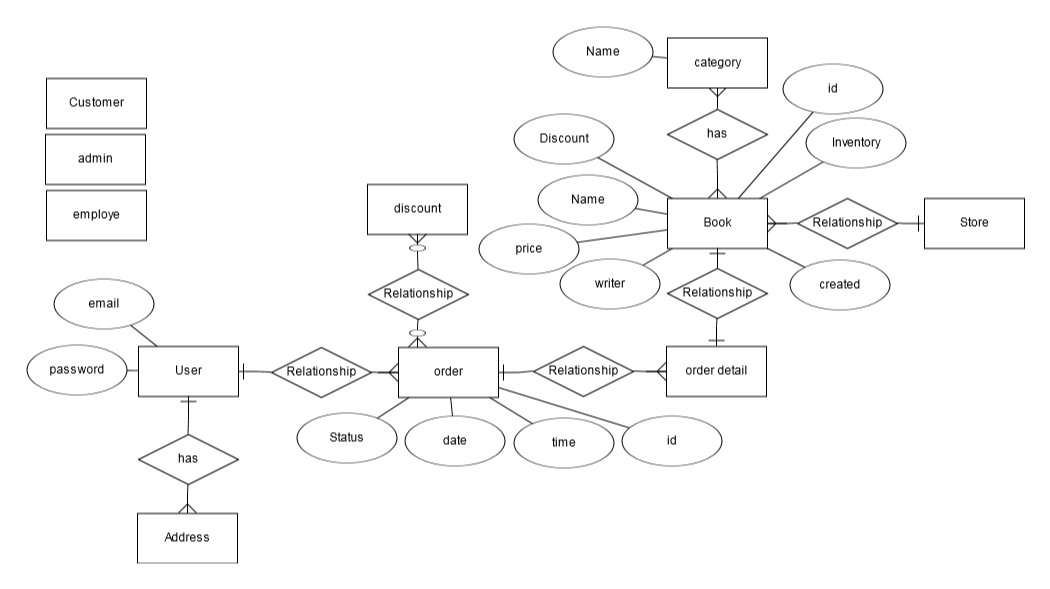 Name
category
Customer
id
has
Discount
Inventory
admin
Name
employe
discount
Book
Relationship
Store
price
writer
created
Relationship
Relationship
email
password
User
Relationship
order
Relationship
order detail
Status
date
time
id
has
Address